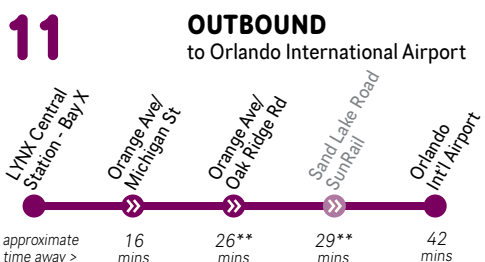 11
OUTBOUND
to Orlando International Airport
LYNX Central
Station - Bay X
Orange Ave/
Michigan St
Orange Ave/
Oak Ridge Rd
Sand Lake Road
SunRail
Orlando
Int'l Airport
approximate
time away >
16
mins
26**
mins
29**
mins
42
mins